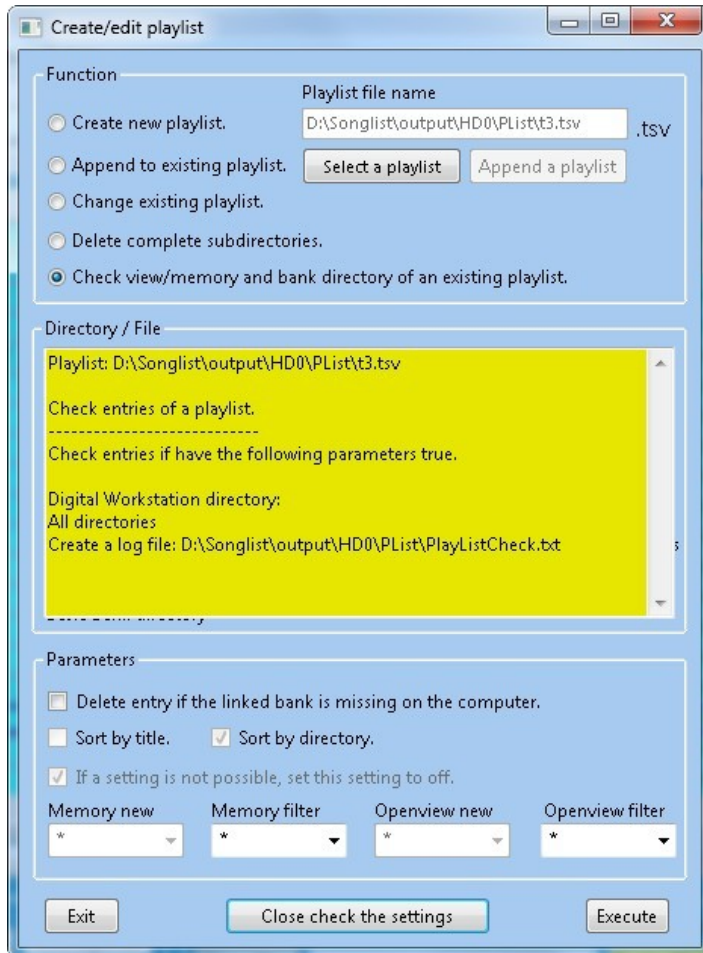 Create/edit playlist
Function
Playlist file name
Create new playlist.
D:\Songlist\output\HD0\PList\t3.tsv
.tsv
Append to existing playlist.
Select a playlist
Append a playlist
Change existing playlist.
Delete complete subdirectories.
Check view/memory and bank directory of an existing playlist.
Directory / File
Playlist: D:\Songlist\output\HD0\PList\t3.tsv
Check entries of a playlist.
----------------------------
Check entries if have the following parameters true.
Digital Workstation directory:
All directories
Create a log file: D:\Songlist\output\HD0\PList\PlayListCheck.txt
s
Parameters
Delete entry if the linked bank is missing on the computer.
Sort by title.
Sort by directory.
If a setting is not possible, set this setting to off.
Memory new
Memory filter
Openview new
Openview filter
*
*
*
*
Exit
Close check the settings
Execute